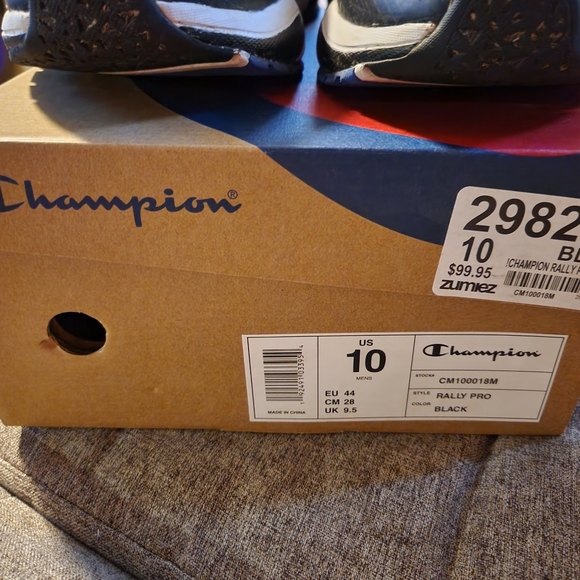 Champion®
2982
10 BL
$99.95 !CHAMPION RALLY P
zumiez
CM100018M
US
10
MENS
EU 44
CM 28
UK 9.5
MADE IN CHINA
Champion
STOCK# CM100018M
STYLE RALLY PRO
COLOR BLACK